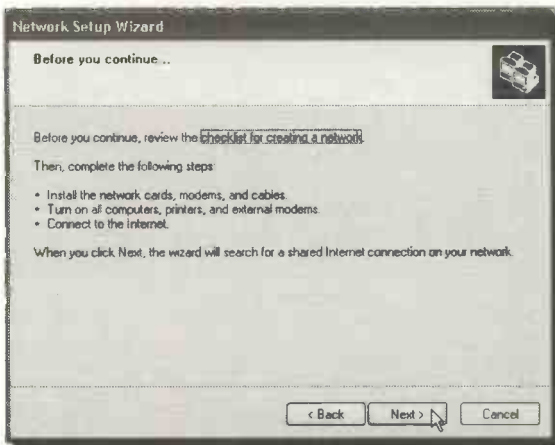 Network Setup Wizard
Before you continue...
Before you continue, review the checklist for creating a network.
Then, complete the following steps:
• Install the network cards, modems, and cables.
• Turn on all computers, printers, and external modems.
• Connect to the Internet.
When you click Next, the wizard will search for a shared Internet connection on your network.
< Back
Next >
Cancel